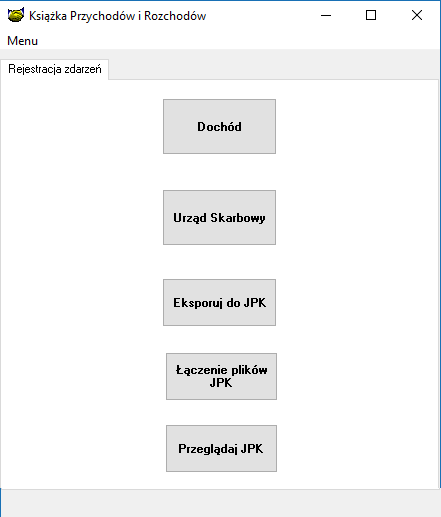 Książka Przychodów i Rozchodów
Menu
Rejestracja zdarzeń
Dochód
Urząd Skarbowy
Eksporuj do JPK
Łączenie plików
JPK
Przeglądaj JPK